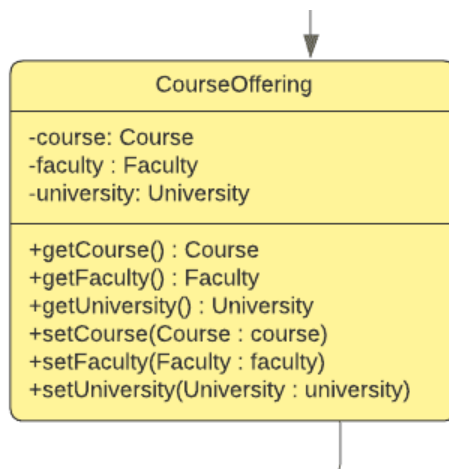 CourseOffering
-course: Course
-faculty : Faculty
-university: University
+getCourse() : Course
+getFaculty() : Faculty
+getUniversity() : University
+setCourse(Course : course)
+setFaculty(Faculty : faculty)
+setUniversity(University : university)